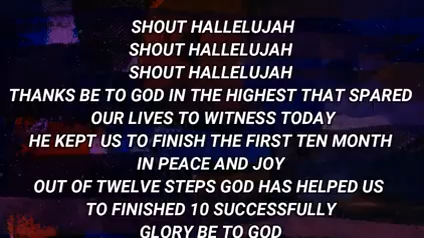 SHOUT HALLELUJAH
SHOUT HALLELUJAH
SHOUT HALLELUJAH
THANKS BE TO GOD IN THE HIGHEST THAT SPARED
OUR LIVES TO WITNESS TODAY
HE KEPT US TO FINISH THE FIRST TEN MONTH
IN PEACE AND JOY
OUT OF TWELVE STEPS GOD HAS HELPED US
TO FINISHED 10 SUCCESSFULLY
GLORY BE TO GOD